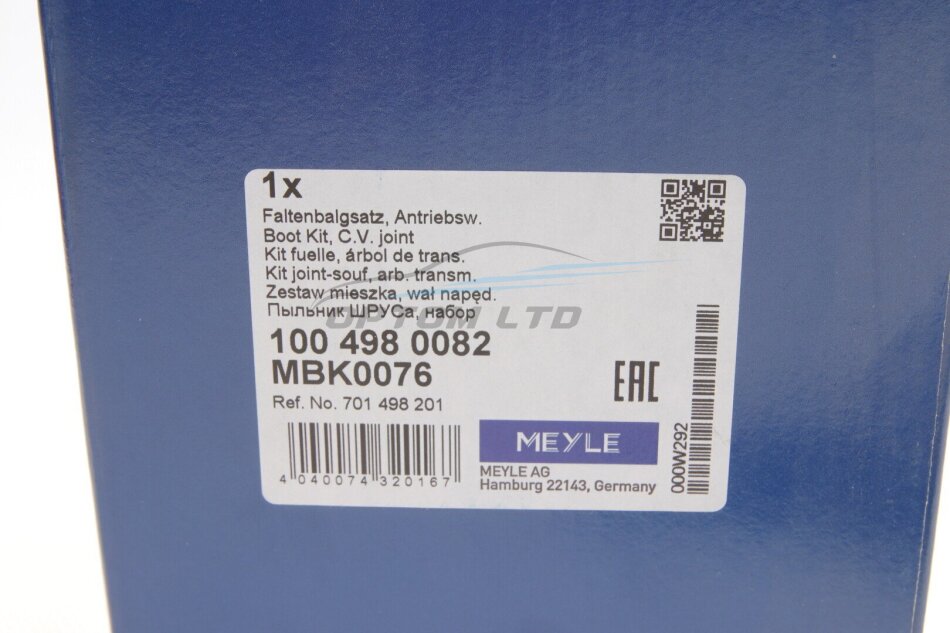 1x
Faltenbalgsatz, Antriebsw.
Boot Kit, C.V. joint
Kit fuelle, árbol de trans.
Kit joint-souf, arb. transm.
Zestaw mieszka, wał napęd.
Пыльник ШРУСа, набор
OPTOM LTD
100 498 0082
MBK0076
Ref. No. 701 498 201
EAC
4 040074 320167
MEYLE
MEYLE AG
Hamburg 22143, Germany
000W292